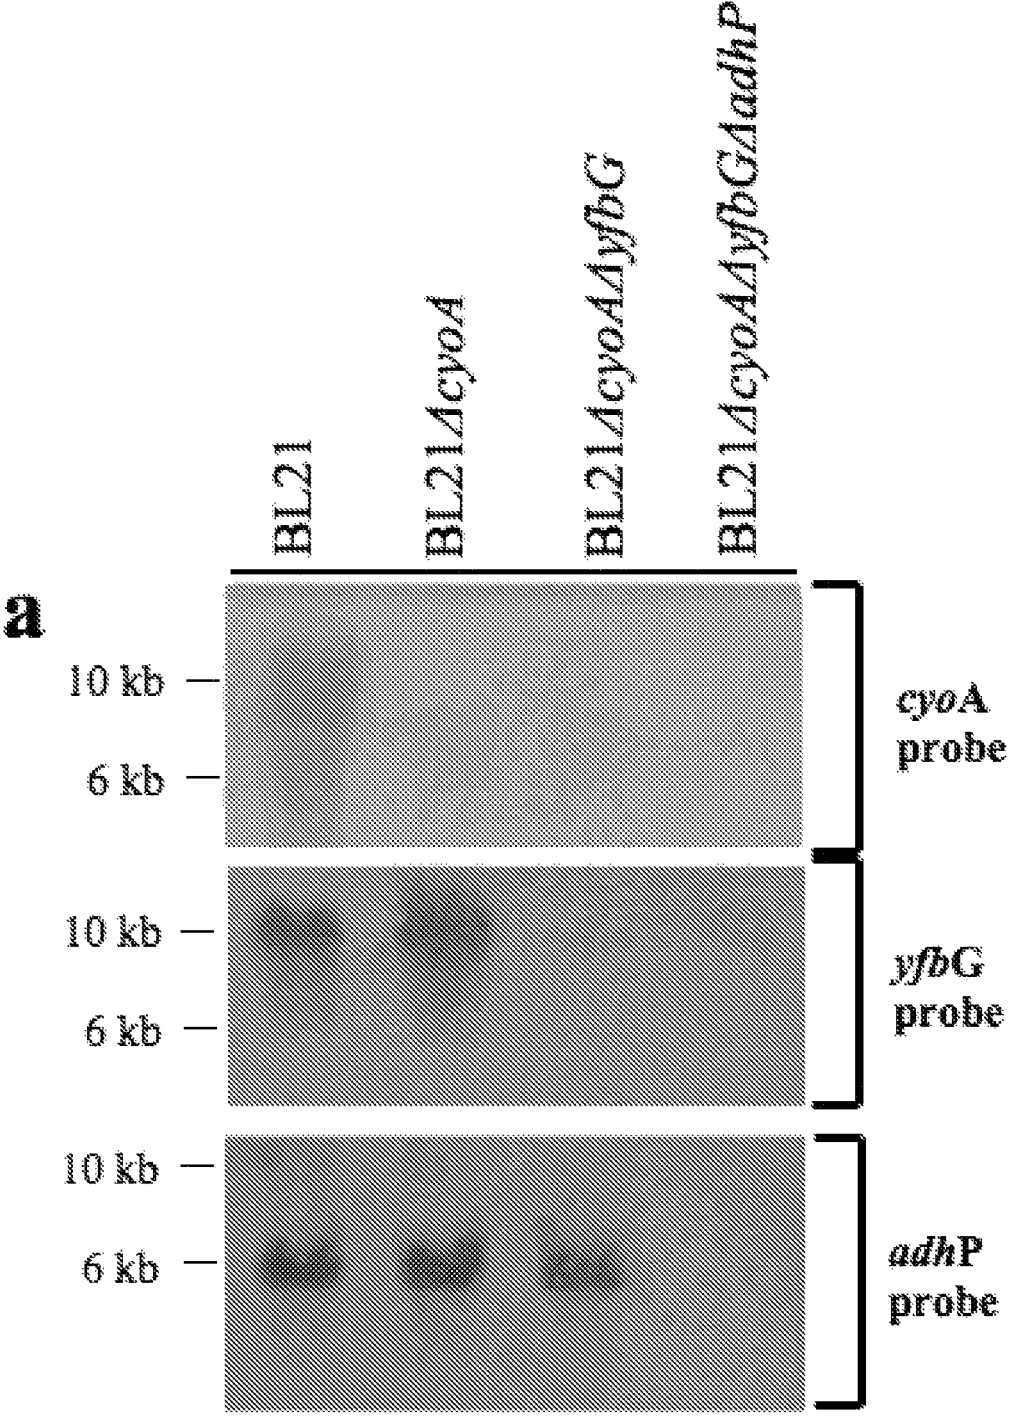 BL21
BL21ΔcyoA
BL21ΔcyoAΔyfbG
BL21ΔcyoAΔyfbGΔadhP
a
10 kb
6 kb
cyoA
probe
10 kb
6 kb
yfbG
probe
10 kb
6 kb
adhP
probe